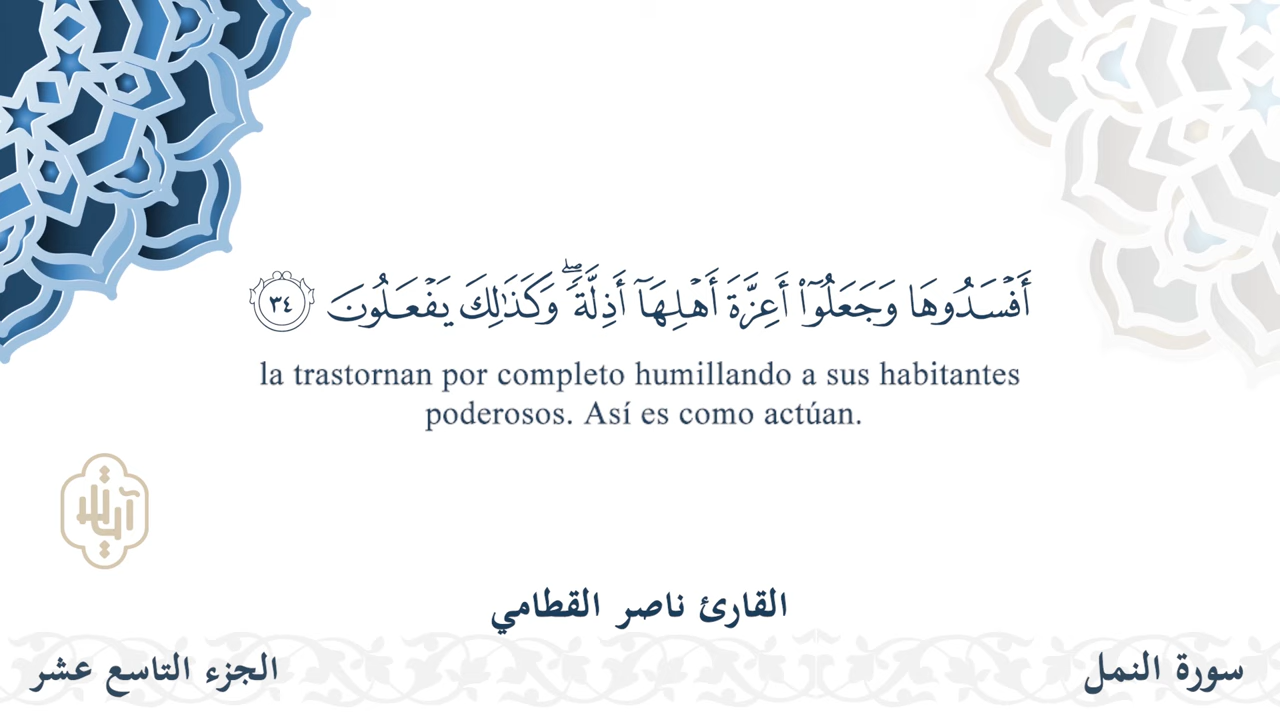 أَفْسَدُوهَا وَجَعَلُوٓا۟ أَعِزَّةَ أَهْلِهَآ أَذِلَّةًۖ وَكَذَٰلِكَ يَفْعَلُونَ ٣٤
la trastornan por completo humillando a sus habitantes
poderosos. Así es como actúan.
آيات
القارئ ناصر القطامي
سورة النمل
الجزء التاسع عشر